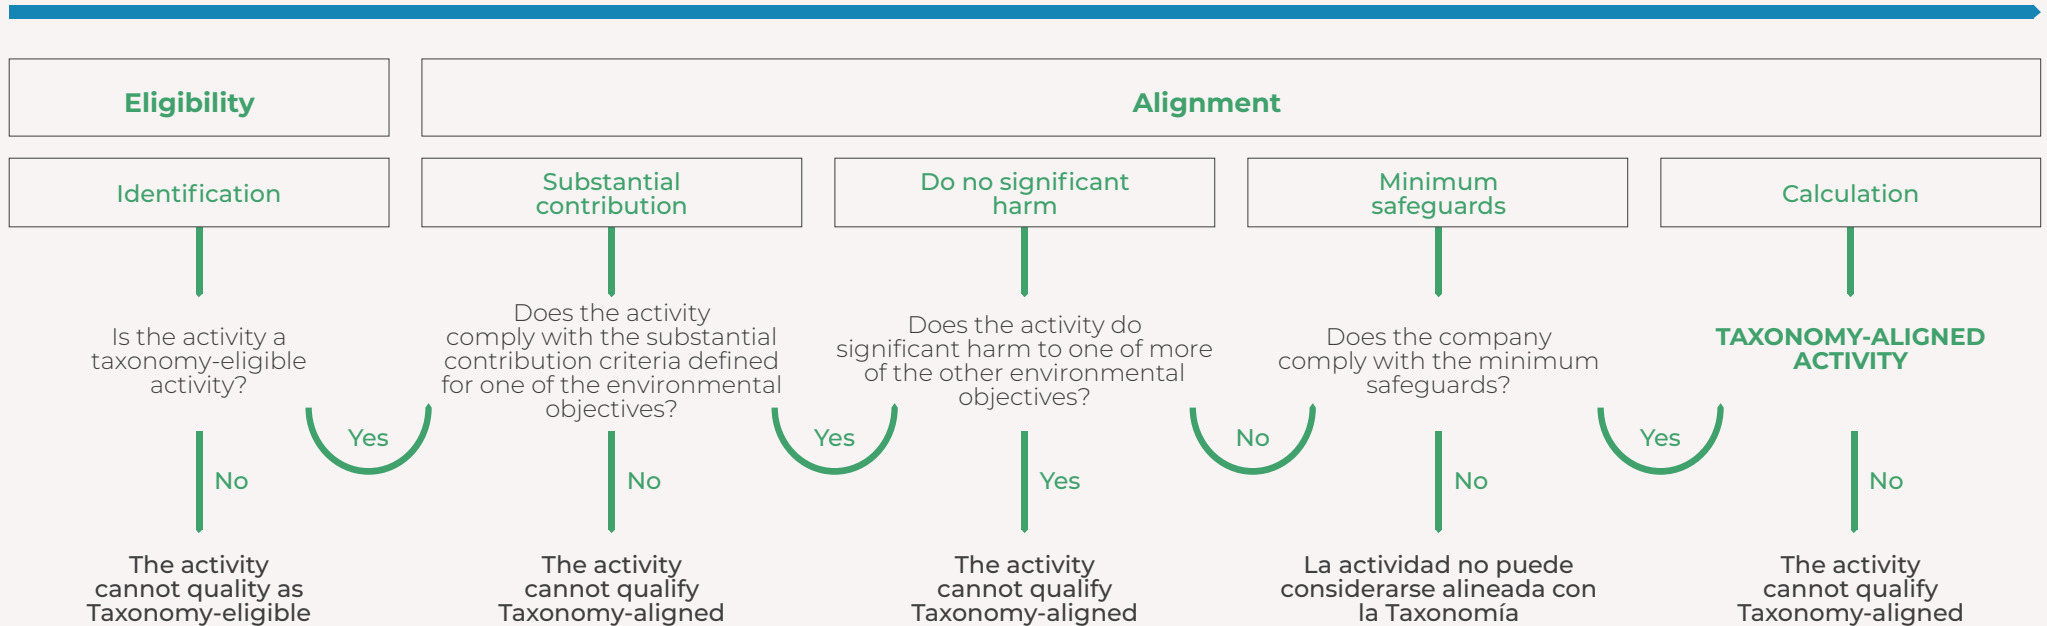 Eligibility
Alignment
Identification
Substantial
contribution
Do no significant
harm
Minimum
safeguards
Calculation
Is the activity a
taxonomy-eligible
activity?
Does the activity
comply with the substantial
contribution criteria defined
for one of the environmental
objectives?
Does the activity do
significant harm to one of more
of the other environmental
objectives?
Does the company
comply with the minimum
safeguards?
TAXONOMY-ALIGNED
ACTIVITY
Yes
Yes
No
Yes
No
No
Yes
No
No
The activity
cannot quality as
Taxonomy-eligible
The activity
cannot qualify
Taxonomy-aligned
The activity
cannot qualify
Taxonomy-aligned
La actividad no puede
considerarse alineada con
la Taxonomía
The activity
cannot qualify
Taxonomy-aligned